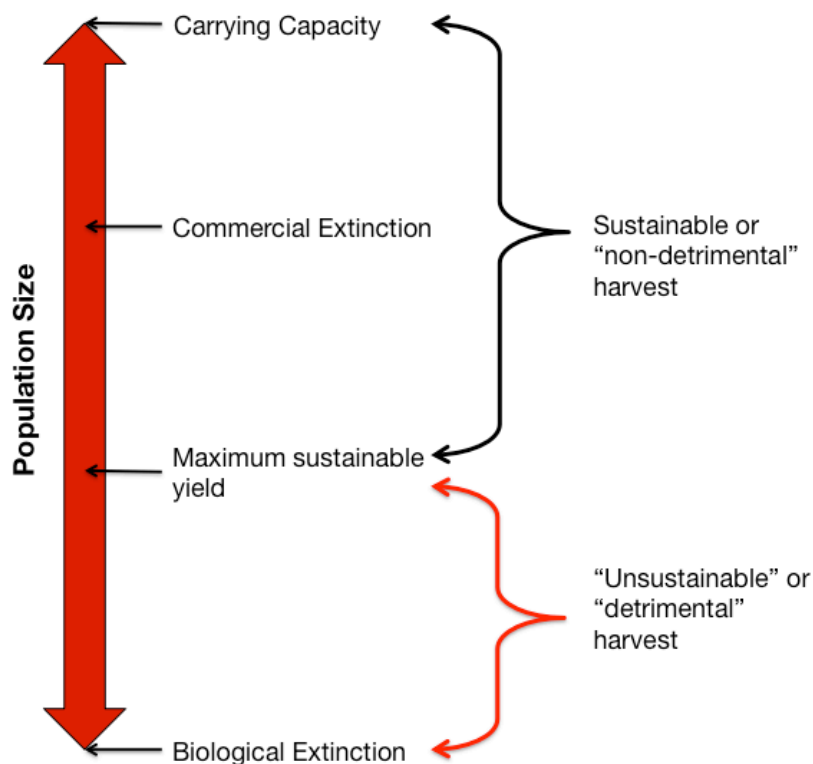 Carrying Capacity
Commercial Extinction
Sustainable or
“non-detrimental”
harvest
Population Size
Maximum sustainable
yield
“Unsustainable” or
“detrimental”
harvest
Biological Extinction